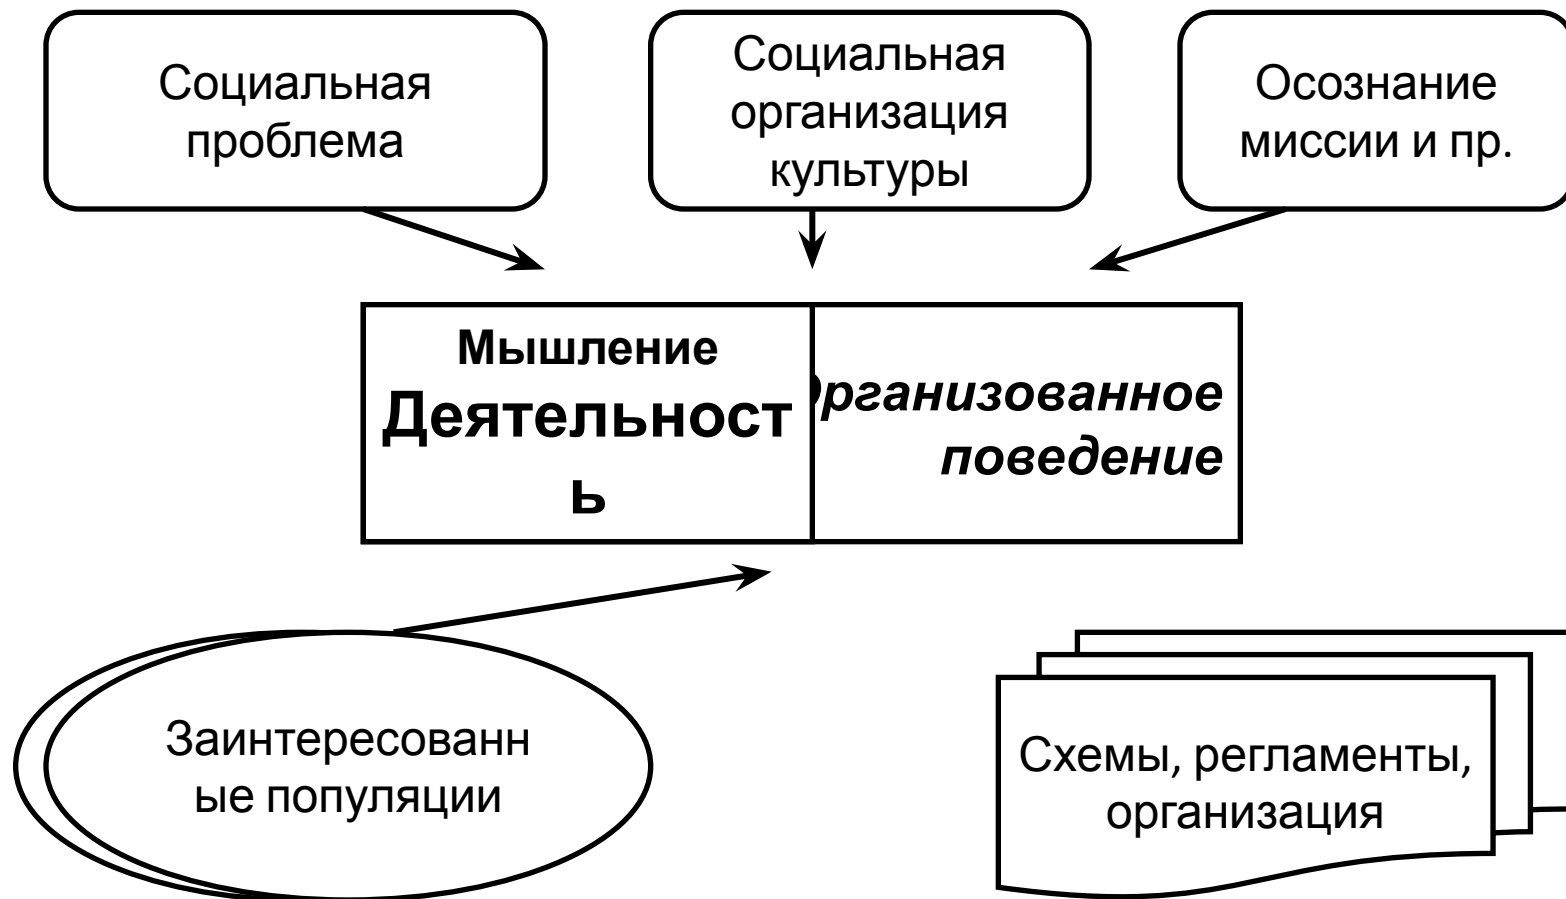 Социальная
проблема
Социальная
организация
культуры
Осознание
миссии и пр.
Мышление
Деятельност
ь
рганизованное
поведение
Заинтересованн
ые популяции
Схемы, регламенты,
организация